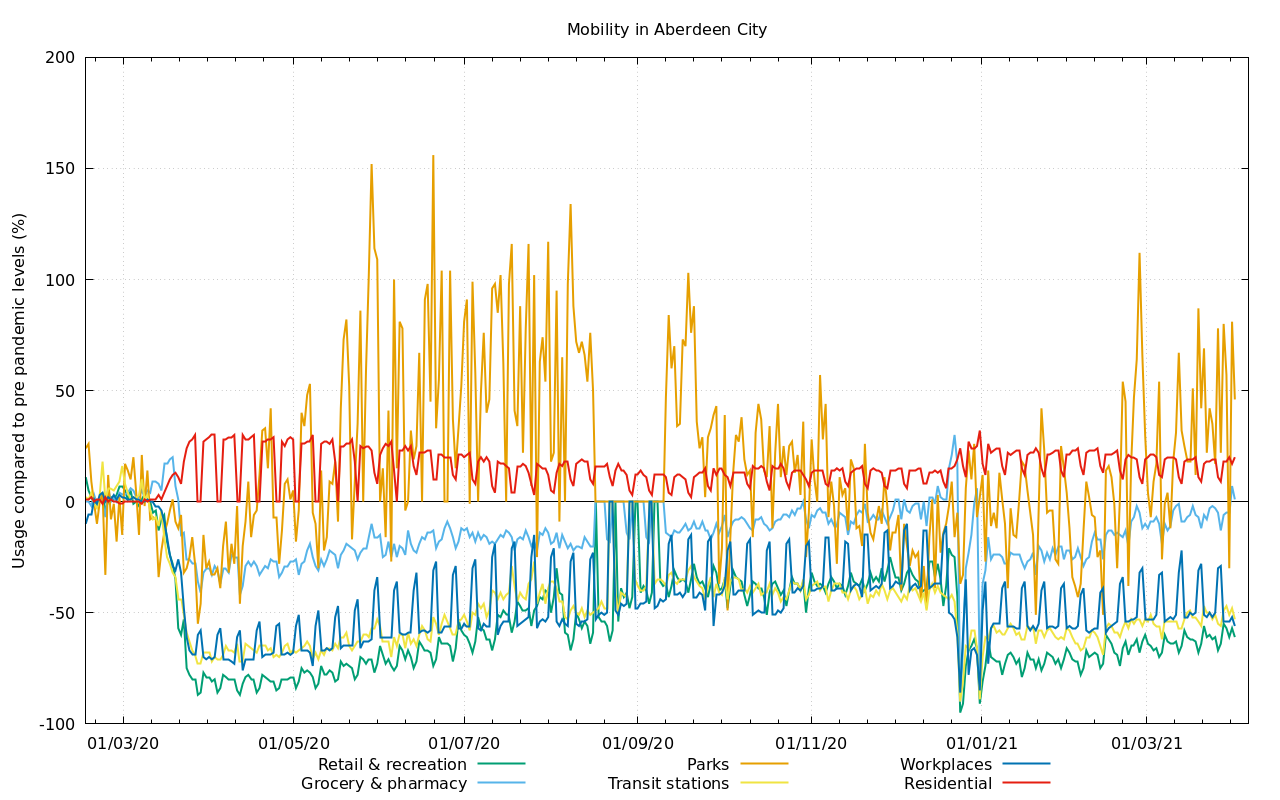 Mobility in Aberdeen City
Usage compared to pre pandemic levels (%)
200
150
100
50
0
-50
-100
01/03/20 01/05/20 01/07/20 01/09/20 01/11/20 01/01/21 01/03/21
Retail & recreation Parks Workplaces
Grocery & pharmacy Transit stations Residential